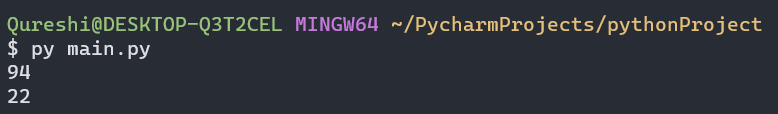 Qureshi@DESKTOP-Q3T2CEL MINGW64 ~/PycharmProjects/pythonProject
$ py main.py
94
22